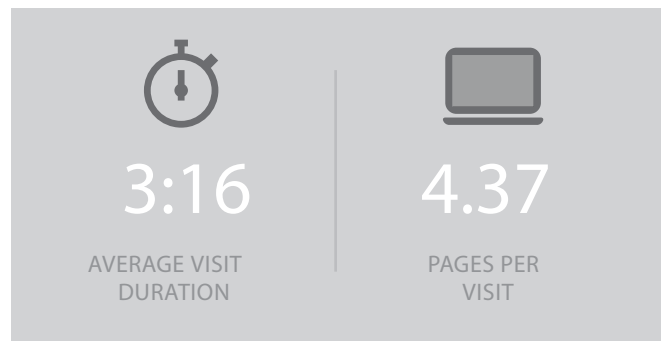 3:16
AVERAGE VISIT
DURATION
4.37
PAGES PER
VISIT